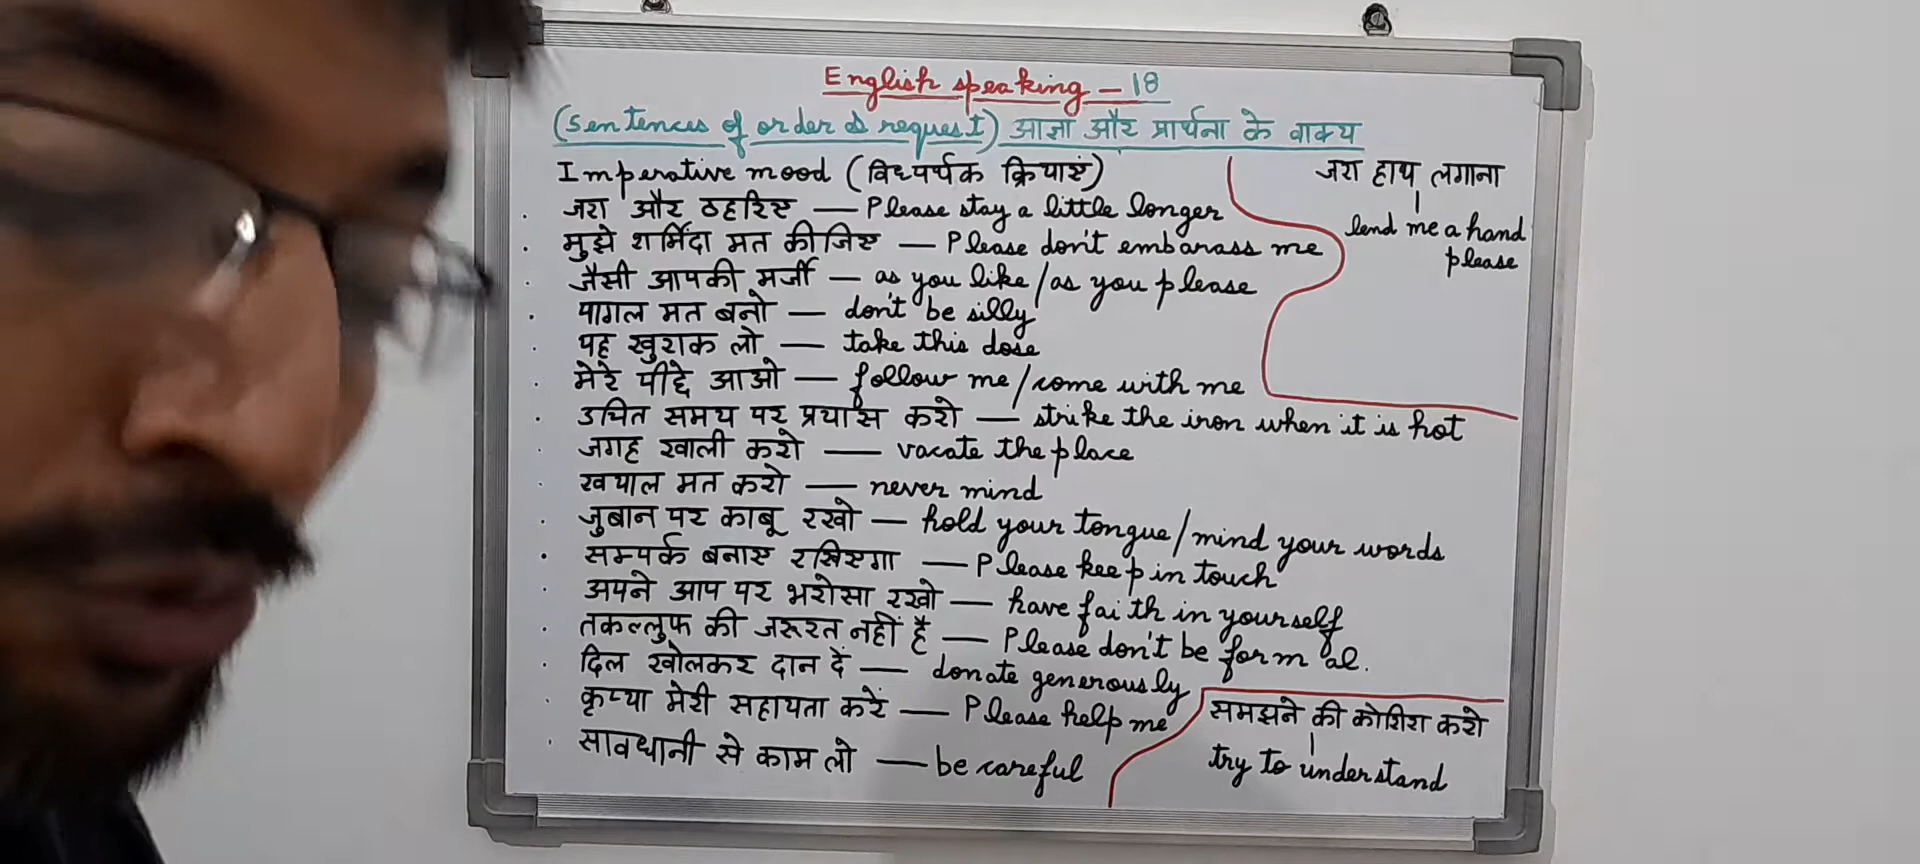 English speaking - 18
(Sentences of order & request) आज्ञा और प्रार्थना के वाक्य
Imperative mood (विध्यर्थक क्रियाएं)
. जरा और ठहरिए — Please stay a little longer
. मुझे शर्मिंदा मत कीजिए — Please don't embarass me
. जैसी आपकी मर्जी — as you like/as you please
. पागल मत बनो — don't be silly
. यह खुराक लो — take this dose
. मेरे पीछे आओ — follow me/come with me
. उचित समय पर प्रयास करो — strike the iron when it is hot
. जगह खाली करो — vacate the place
. खयाल मत करो — never mind
. जुबान पर काबू रखो — hold your tongue/mind your words
. सम्पर्क बनाए रखिएगा — Please keep in touch
. अपने आप पर भरोसा रखो — have faith in yourself
. तकल्लुफ की जरूरत नहीं है — Please don't be formal.
. दिल खोलकर दान दें — donate generously
. कृप्या मेरी सहायता करें — Please help me
. सावधानी से काम लो — be careful
जरा हाथ लगाना
lend me a hand
please
समझने की कोशिश करो
try to understand